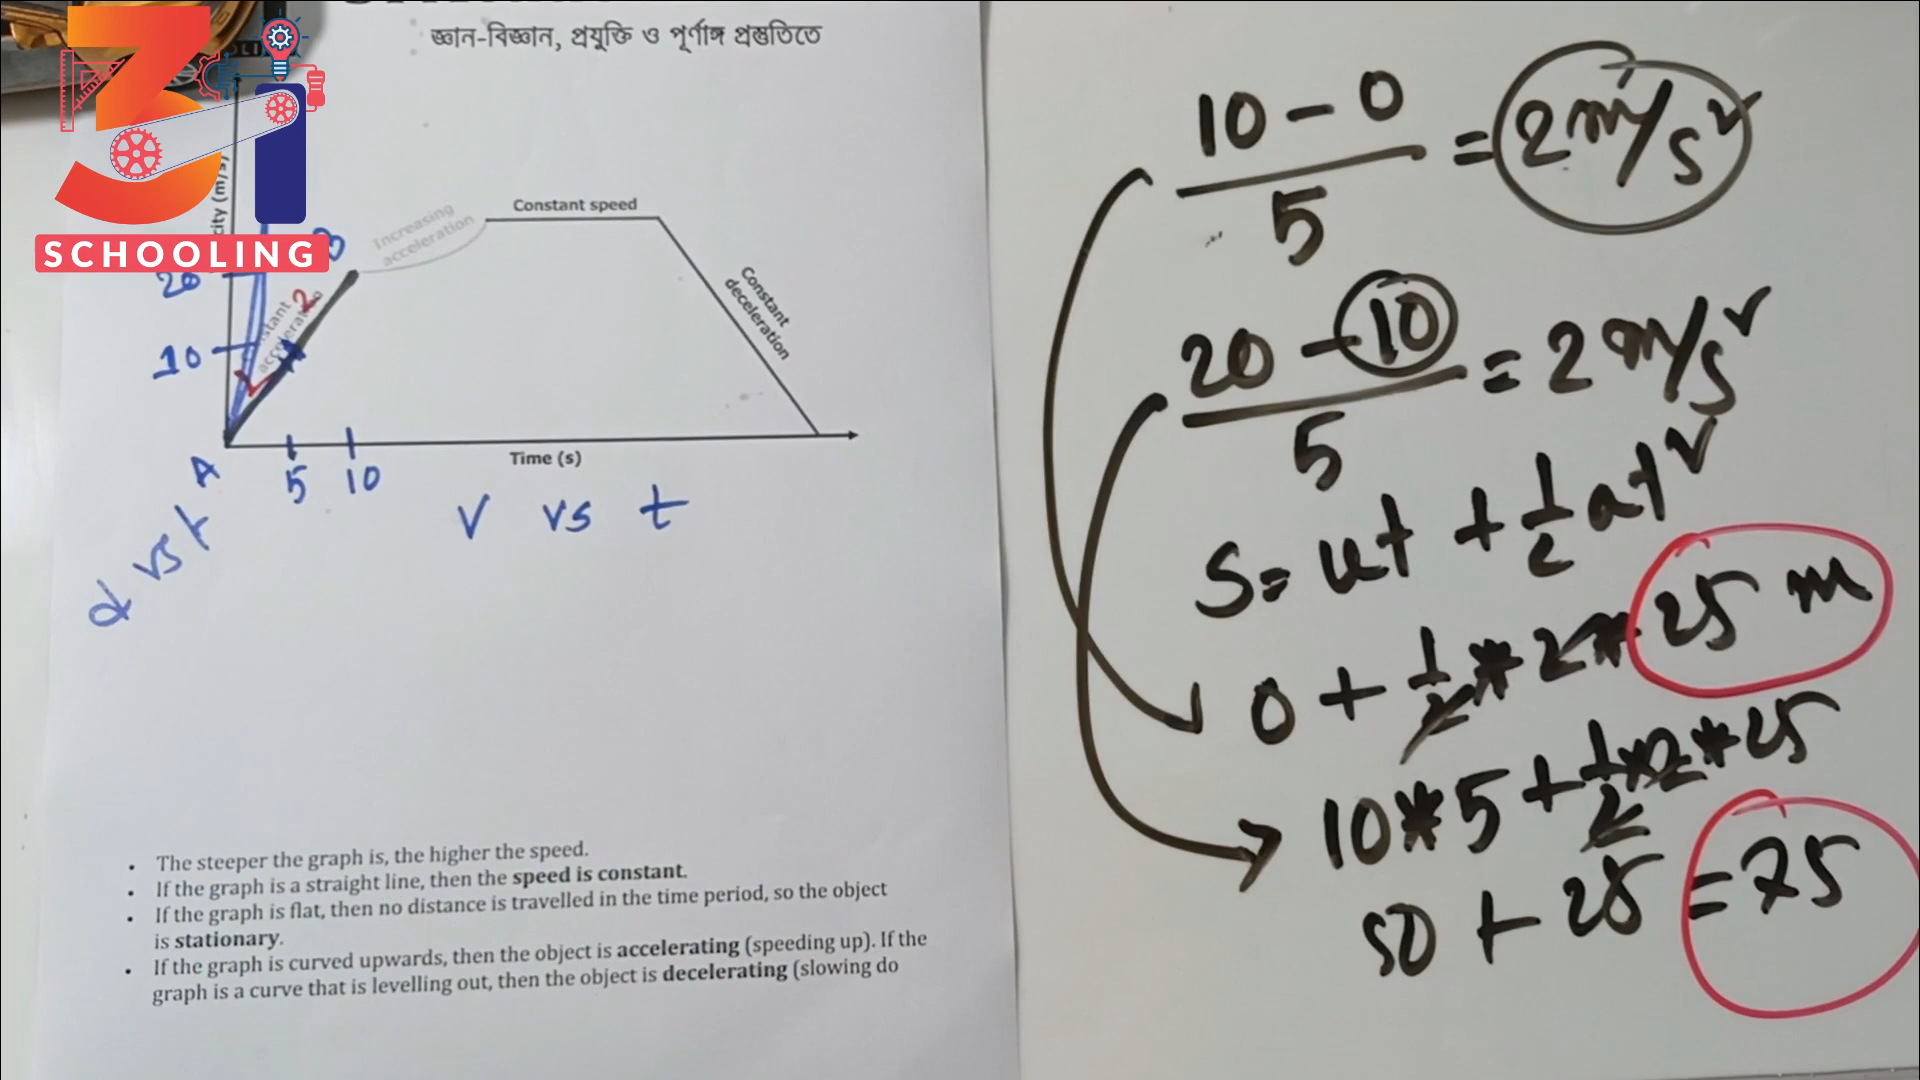 জ্ঞান-বিজ্ঞান, প্রযুক্তি ও পূর্ণাঙ্গ প্রস্তুতিতে
SCHOOLING
city (m/s)
Constant speed
Increasing
acceleration
Constant
deceleration
Time (s)
20
10
B
2
A
5
10
V vs t
d vs t
The steeper the graph is, the higher the speed.
If the graph is a straight line, then the speed is constant.
If the graph is flat, then no distance is travelled in the time period, so the object
is stationary.
If the graph is curved upwards, then the object is accelerating (speeding up). If the
graph is a curve that is levelling out, then the object is decelerating (slowing do
10 - 0
5
= 2 m/s²
20 - 10
5
= 2 m/s²
S = ut + 1/2 at²
0 + 1/2 * 2 * 25 m
10 * 5 + 1/2 * 2 * 25
50 + 25 = 75